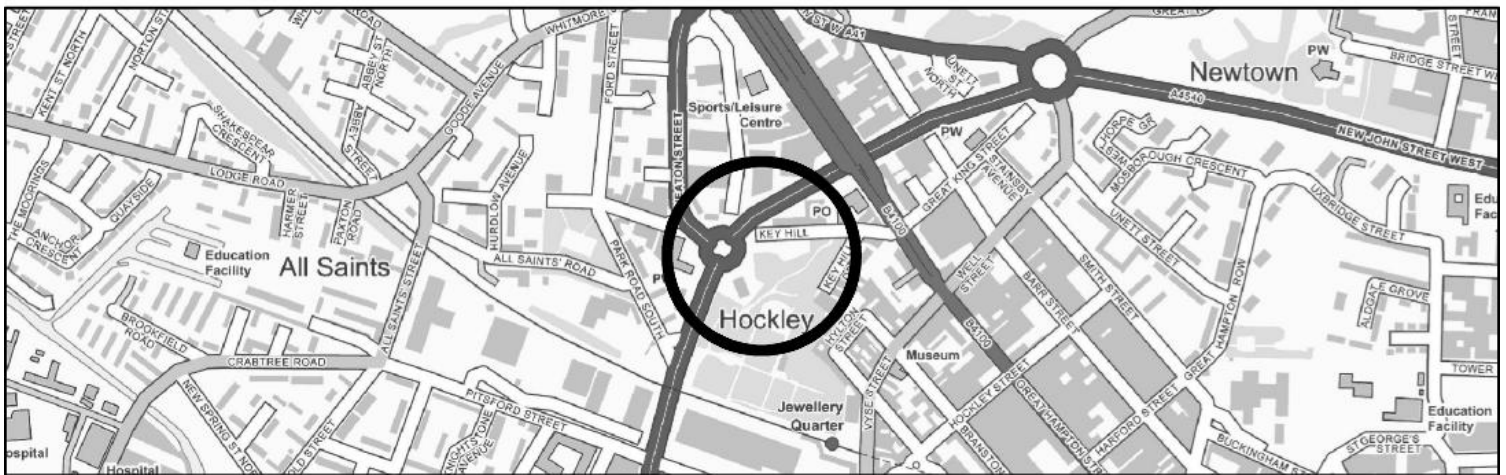 KENT ST NORTH
NORTON ST
ABBEY ST
NORTH
ABBEY
STREET
GOODE AVENUE
WHITMORE
FORD STREET
SHAKESPEAR
CRESCENT
LODGE ROAD
THE MOORINGS
QUAYSIDE
ANCHOR
CRESCENT
HARMER
STREET
PAXTON
ROAD
Education
Facility
All Saints
HURDLOW AVENUE
ALL SAINTS' ROAD
ALL SAINTS STREET
PARK ROAD SOUTH
BROOKFIELD
ROAD
CRABTREE ROAD
NEW SPRING ST
PITSFORD STREET
AVENUE
Hospital
Sports/Leisure
Centre
EATON STREET
PO
KEY HILL
KEY HILL
Hockley
HYLTON
STREET
Museum
VYSE STREET
Jewellery
Quarter
B4100
B4100
A41
UNETT
ST
NORTH
PW
GREAT KING STREET
STAINSBY
AVENUE
WELL
STREET
BARR STREET
SMITH STREET
UNETT STREET
GREAT HAMPTON ROW
HOCKLEY STREET
GREAT HAMPTON STREET
HARFORD STREET
BUCKINGHAM STREET
Newtown
PW
BRIDGE STREET W
A4540
NEW JOHN STREET WEST
MOSBOROUGH CRESCENT
UXBRIDGE STREET
ALDGATE GROVE
TOWER
Education
Facility
ST GEORGE'S
STREET